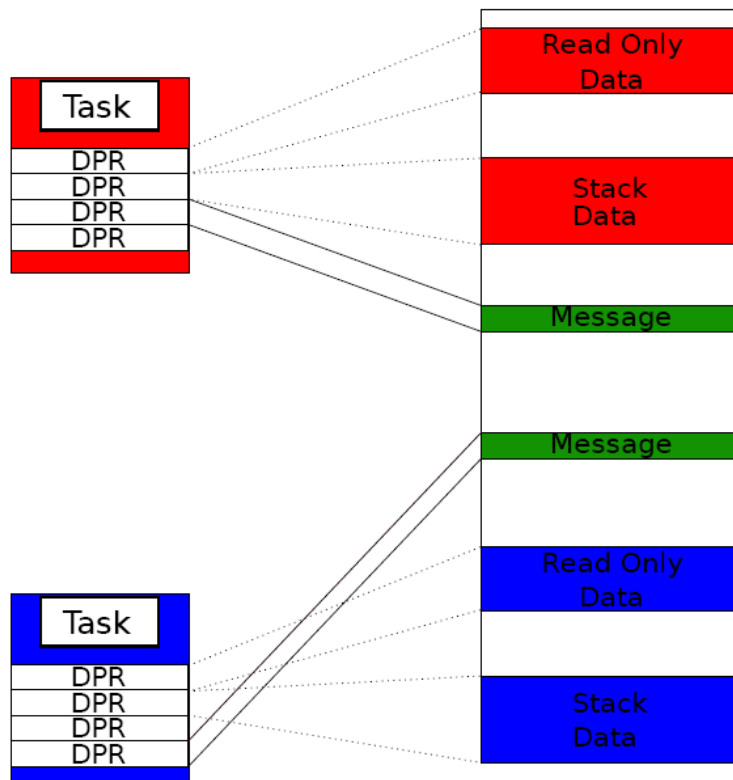 Task
DPR
DPR
DPR
DPR
Read Only
Data
Stack
Data
Message
Message
Task
DPR
DPR
DPR
DPR
Read Only
Data
Stack
Data